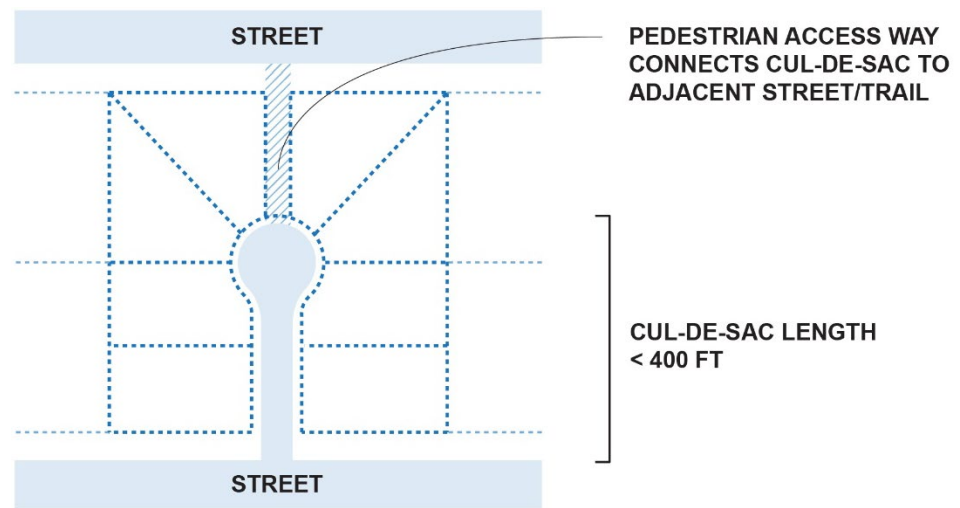 STREET
PEDESTRIAN ACCESS WAY
CONNECTS CUL-DE-SAC TO
ADJACENT STREET/TRAIL
CUL-DE-SAC LENGTH
< 400 FT
STREET